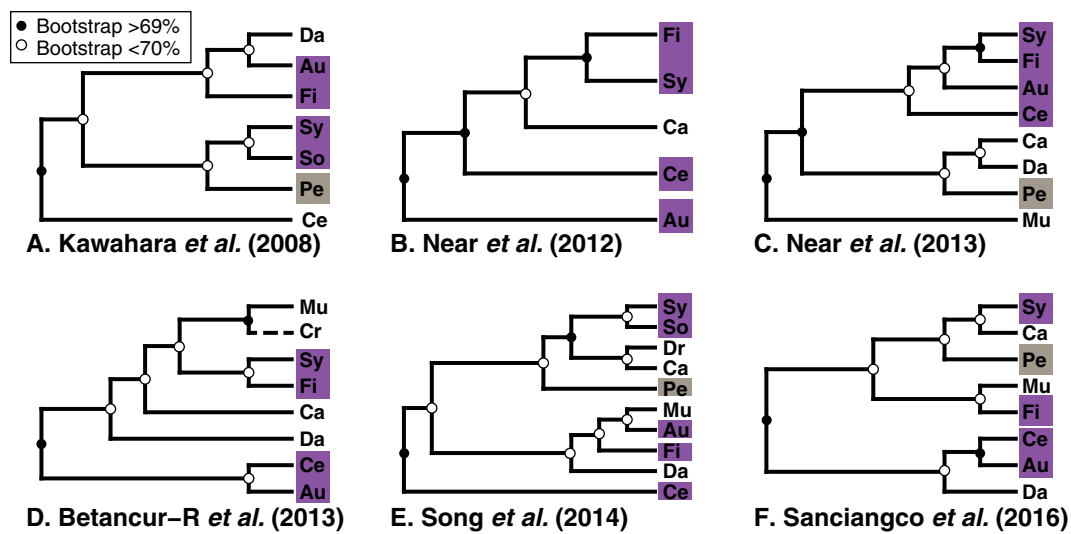 Bootstrap >69%
Bootstrap <70%
Da
Au
Fi
Sy
So
Pe
Ce
A. Kawahara et al. (2008)
Fi
Sy
Ca
Ce
Au
B. Near et al. (2012)
Sy
Fi
Au
Ce
Ca
Da
Pe
Mu
C. Near et al. (2013)
Mu
Cr
Sy
Fi
Ca
Da
Ce
Au
D. Betancur−R et al. (2013)
Sy
So
Dr
Ca
Pe
Mu
Au
Fi
Da
Ce
E. Song et al. (2014)
Sy
Ca
Pe
Mu
Fi
Ce
Au
Da
F. Sanciangco et al. (2016)